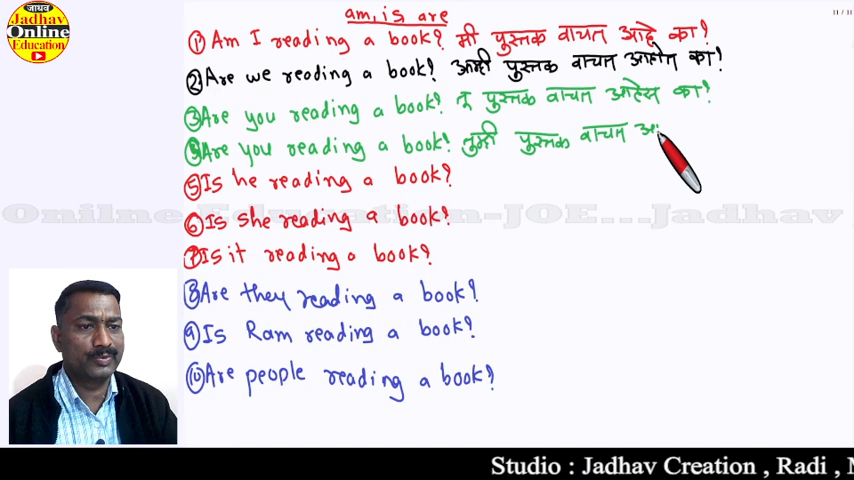 जाधव
Jadhav
Online
Education
am, is are
11 / 11
① Am I reading a book? मी पुस्तक वाचत आहे का?
② Are we reading a book? आम्ही पुस्तक वाचत आहोत का?
③ Are you reading a book? तू पुस्तक वाचत आहेस का?
④ Are you reading a book? तुम्ही पुस्तक वाचत आ
⑤ Is he reading a book?
Onilne Education-JOE...Jadhav
⑥ Is she reading a book?
⑦ Is it reading a book?
⑧ Are they reading a book?
⑨ Is Ram reading a book?
⑩ Are people reading a book?
Studio : Jadhav Creation , Radi ,